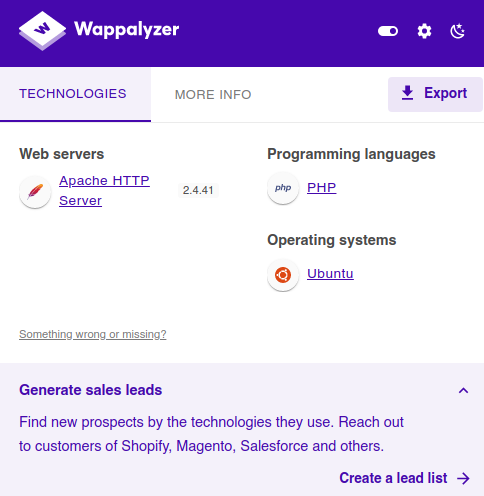 Wappalyzer
TECHNOLOGIES
MORE INFO
Export
Web servers
Apache HTTP
Server
2.4.41
Programming languages
php
PHP
Operating systems
Ubuntu
Something wrong or missing?
Generate sales leads
Find new prospects by the technologies they use. Reach out
to customers of Shopify, Magento, Salesforce and others.
Create a lead list